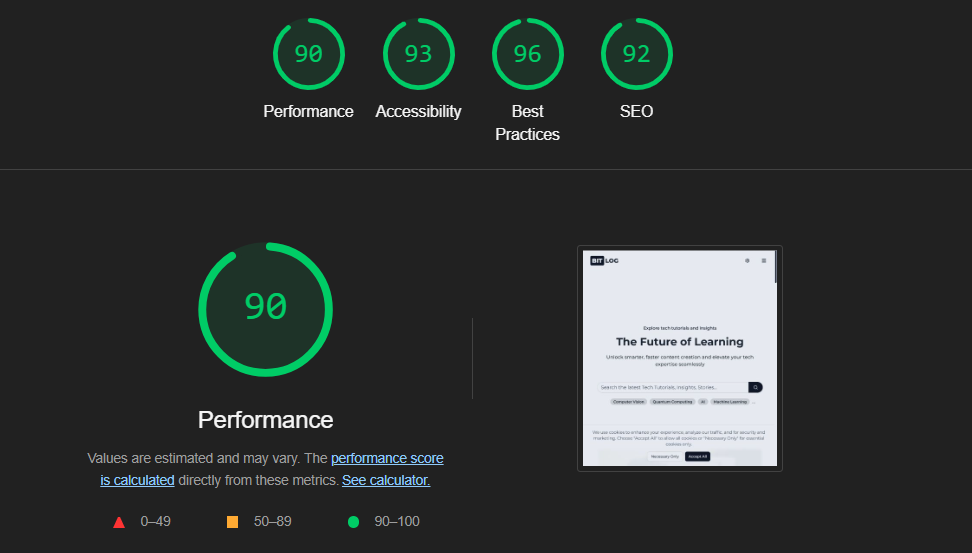 90
93
96
92
Performance
Accessibility
Best
Practices
SEO
90
Performance
Values are estimated and may vary. The performance score
is calculated directly from these metrics. See calculator.
0–49
50–89
90–100
BIT LOG
Explore tech tutorials and insights
The Future of Learning
Unlock smarter, faster content creation and elevate your tech
expertise seamlessly
Search the latest Tech Tutorials, Insights, Stories...
Computer Vision
Quantum Computing
AI
Machine Learning
...
We use cookies to enhance your experience, analyze our traffic, and for security and
marketing. Choose "Accept All" to allow all cookies or "Necessary Only" for essential
cookies only.
Necessary Only
Accept All